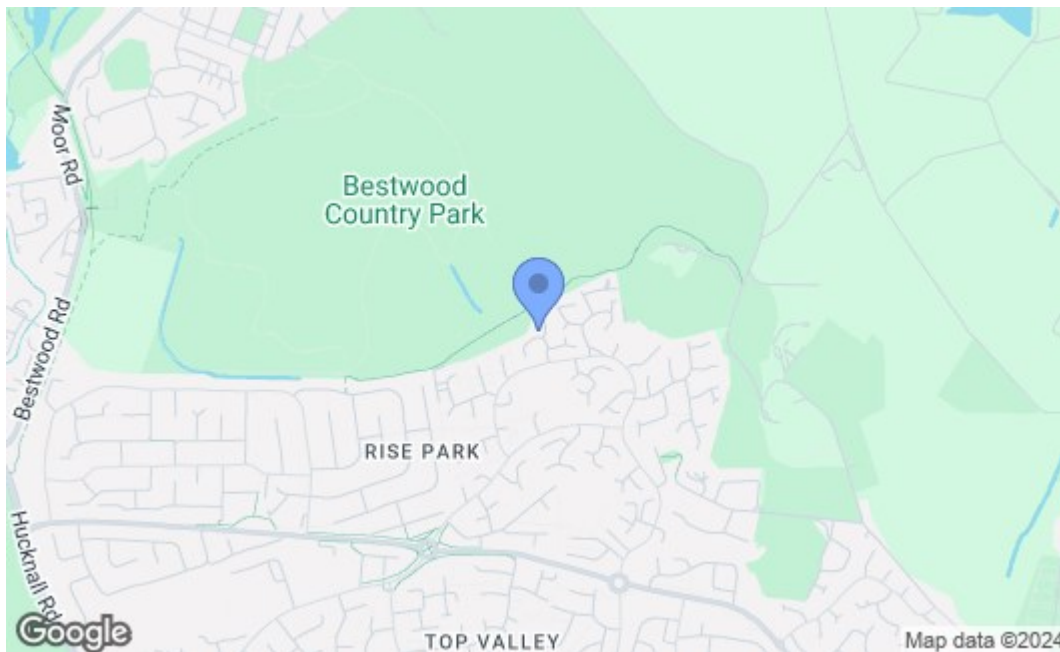 Moor Rd
Bestwood
Country Park
Bestwood Rd
RISE PARK
Hucknall Rd
TOP VALLEY
Google
Map data ©2024